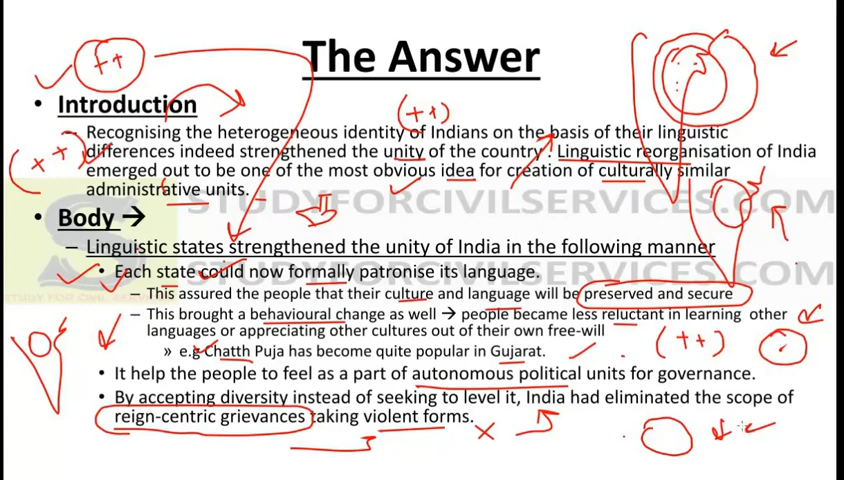 The Answer
f+
• Introduction
(++)
– Recognising the heterogeneous identity of Indians on the basis of their linguistic
differences indeed strengthened the unity of the country . Linguistic reorganisation of India
(++)
emerged out to be one of the most obvious idea for creation of culturally similar
administrative units.
STUDYFORCIVILSERVICES.COM
• Body →
– Linguistic states strengthened the unity of India in the following manner
STUDYFORCIVILSERVICES.COM
• Each state could now formally patronise its language.
– This assured the people that their culture and language will be preserved and secure
STUDY FOR CIVIL SERVICES
– This brought a behavioural change as well → people became less reluctant in learning other
languages or appreciating other cultures out of their own free-will
(++)
» e.g Chatth Puja has become quite popular in Gujarat.
• It help the people to feel as a part of autonomous political units for governance.
• By accepting diversity instead of seeking to level it, India had eliminated the scope of
reign-centric grievances taking violent forms.